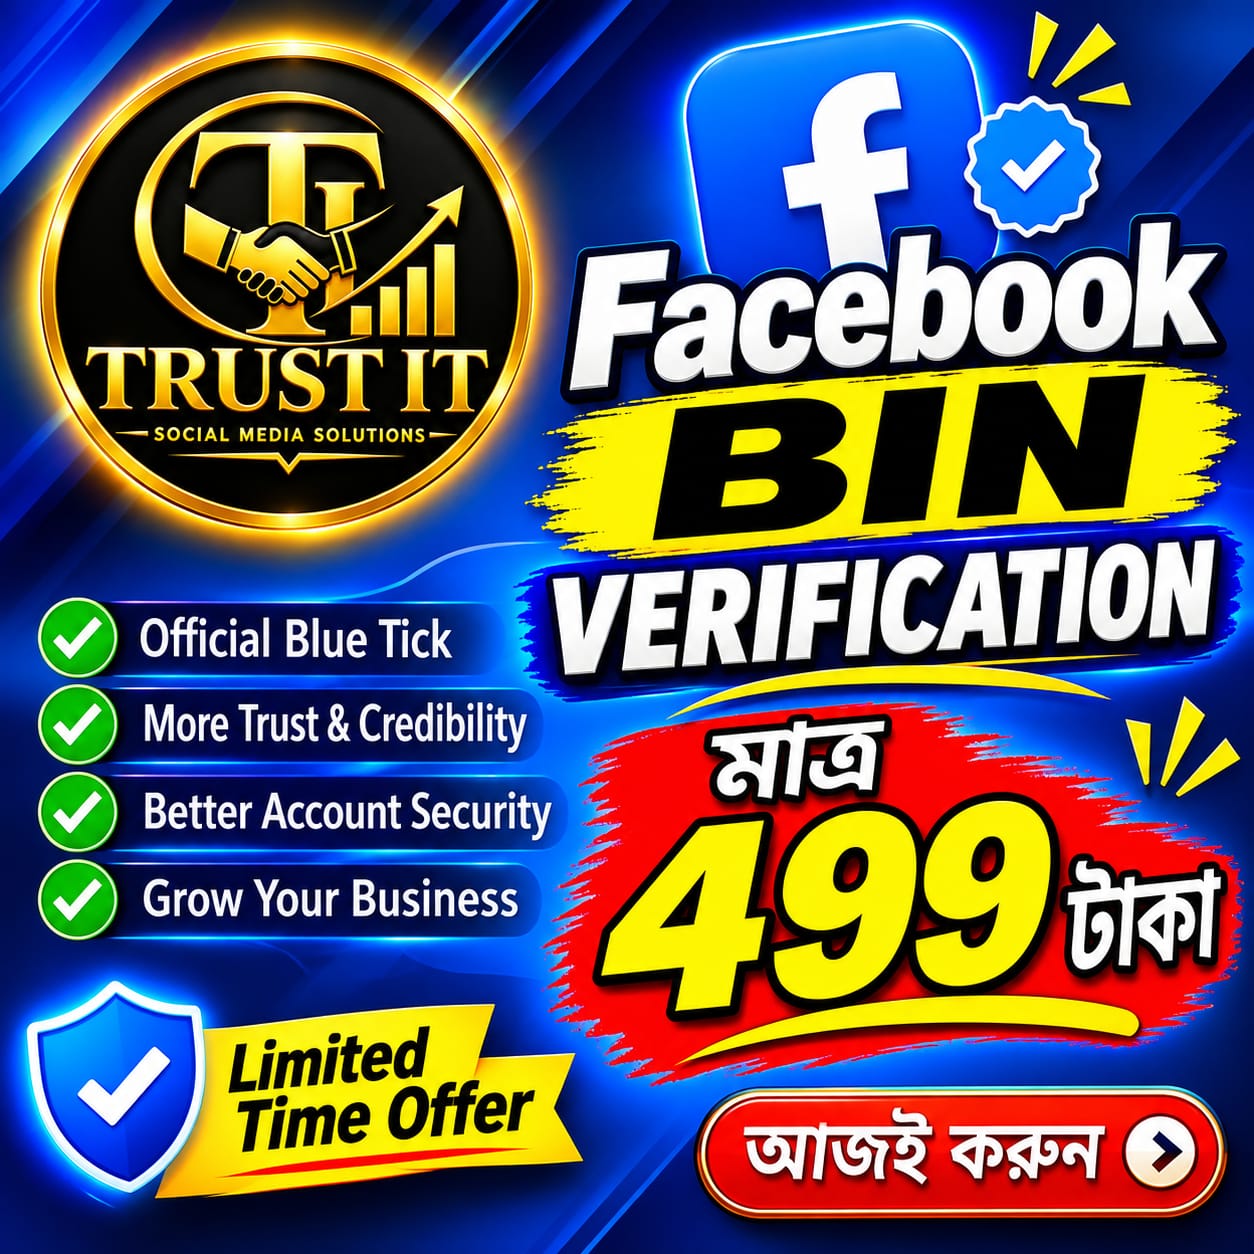 TI
TRUST IT
SOCIAL MEDIA SOLUTIONS
f
Facebook
BIN
VERIFICATION
Official Blue Tick
More Trust & Credibility
Better Account Security
Grow Your Business
মাত্র
499 টাকা
Limited
Time Offer
আজই করুন